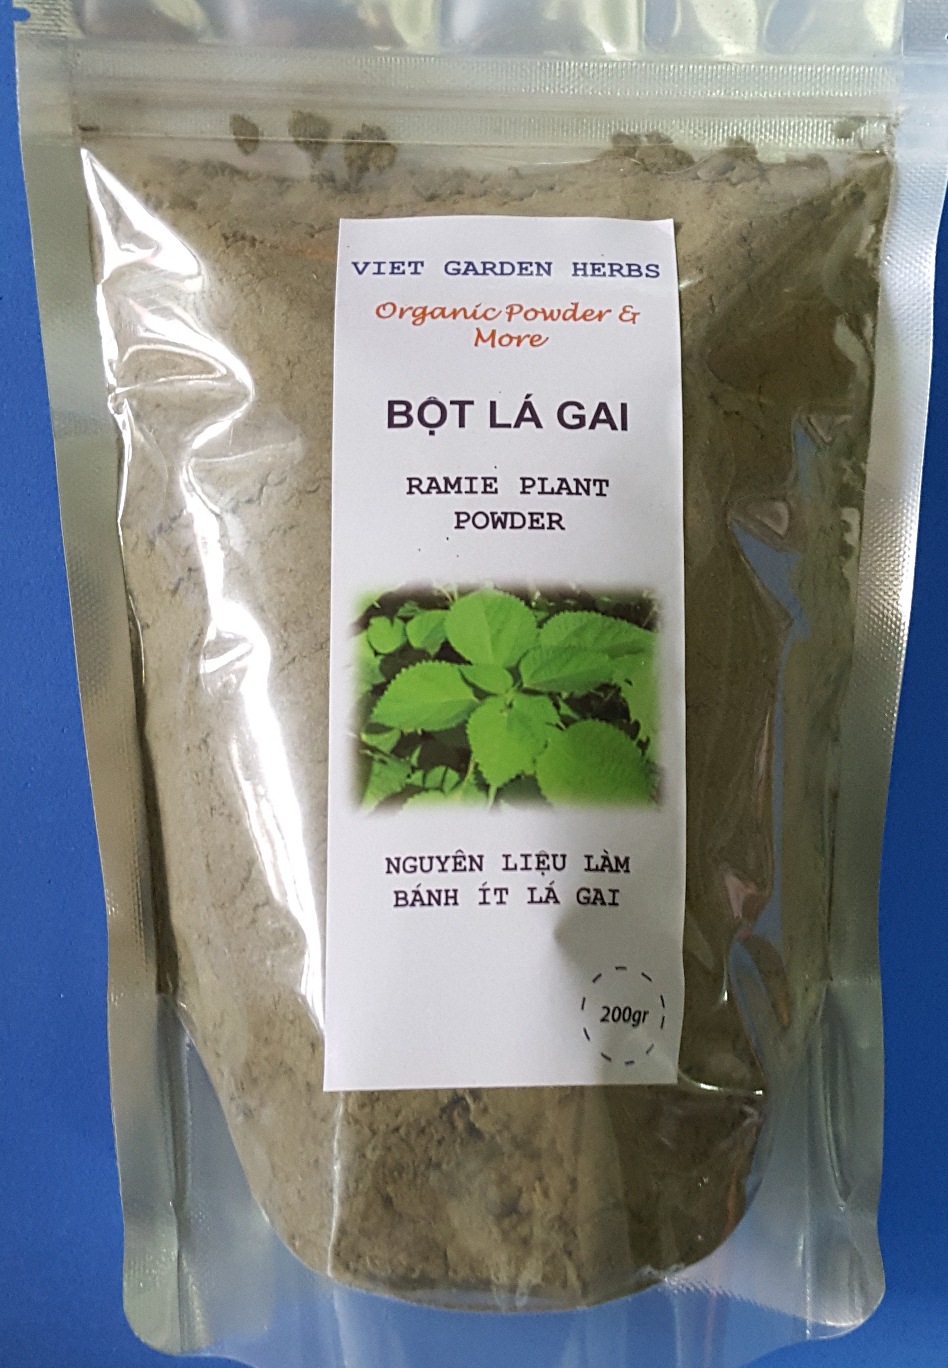 VIET GARDEN HERBS
Organic Powder &
More
BỘT LÁ GAI
RAMIE PLANT
POWDER
NGUYÊN LIỆU LÀM
BÁNH ÍT LÁ GAI
200gr